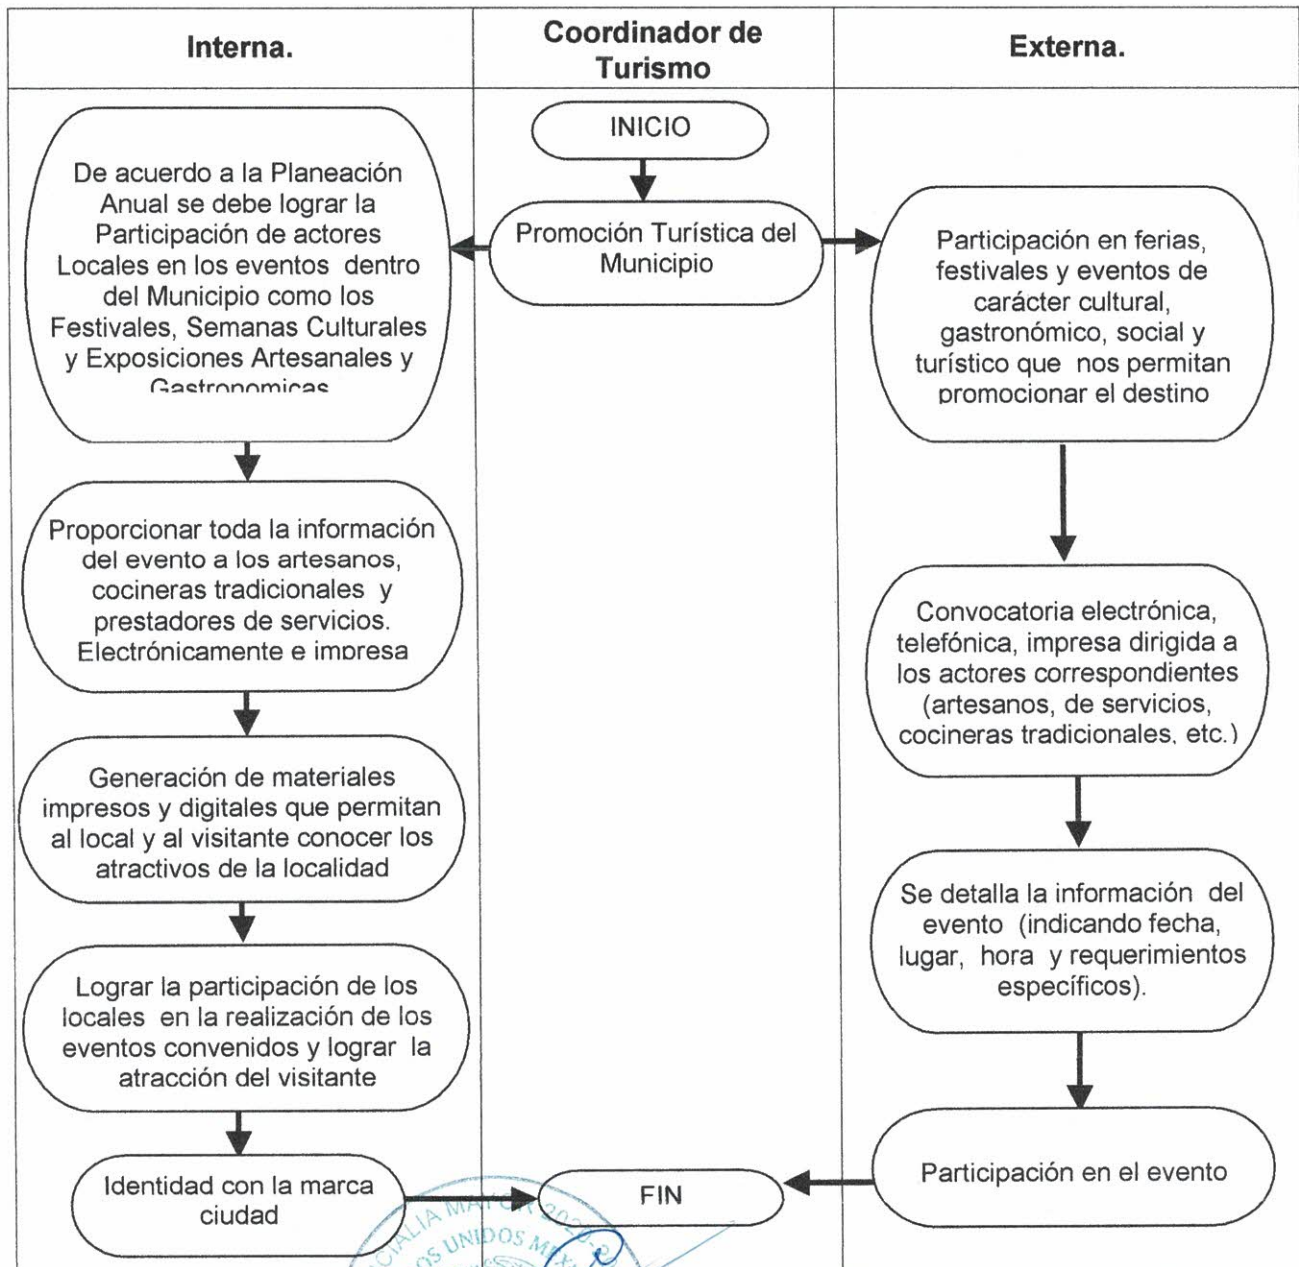 Interna.
Coordinador de
Turismo
Externa.
INICIO
Promoción Turística del
Municipio
De acuerdo a la Planeación
Anual se debe lograr la
Participación de actores
Locales en los eventos dentro
del Municipio como los
Festivales, Semanas Culturales
y Exposiciones Artesanales y
Gastronomicas
Proporcionar toda la información
del evento a los artesanos,
cocineras tradicionales y
prestadores de servicios.
Electrónicamente e impresa
Generación de materiales
impresos y digitales que permitan
al local y al visitante conocer los
atractivos de la localidad
Lograr la participación de los
locales en la realización de los
eventos convenidos y lograr la
atracción del visitante
Identidad con la marca
ciudad
Participación en ferias,
festivales y eventos de
carácter cultural,
gastronómico, social y
turístico que nos permitan
promocionar el destino
Convocatoria electrónica,
telefónica, impresa dirigida a
los actores correspondientes
(artesanos, de servicios,
cocineras tradicionales, etc.)
Se detalla la información del
evento (indicando fecha,
lugar, hora y requerimientos
específicos).
Participación en el evento
FIN
MAYOR
UNIDOS